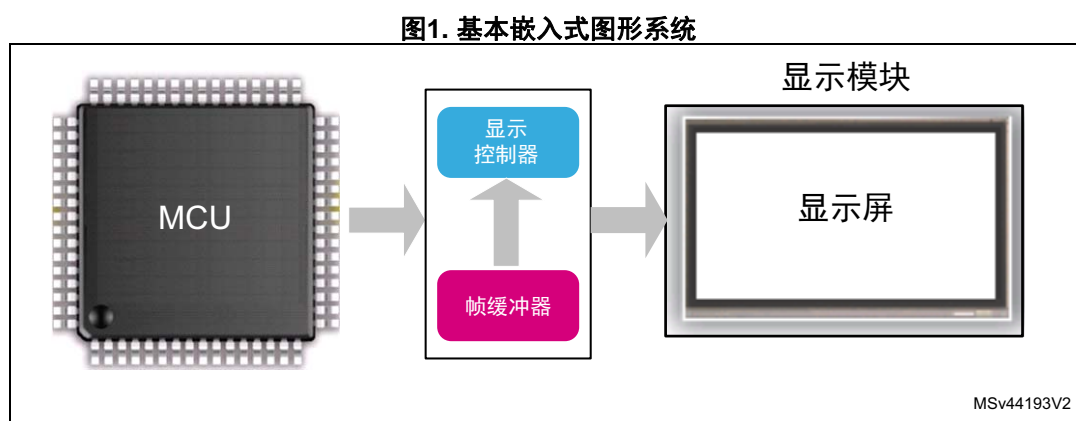 图1. 基本嵌入式图形系统
显示模块
MCU
显示
控制器
帧缓冲器
显示屏
MSv44193V2